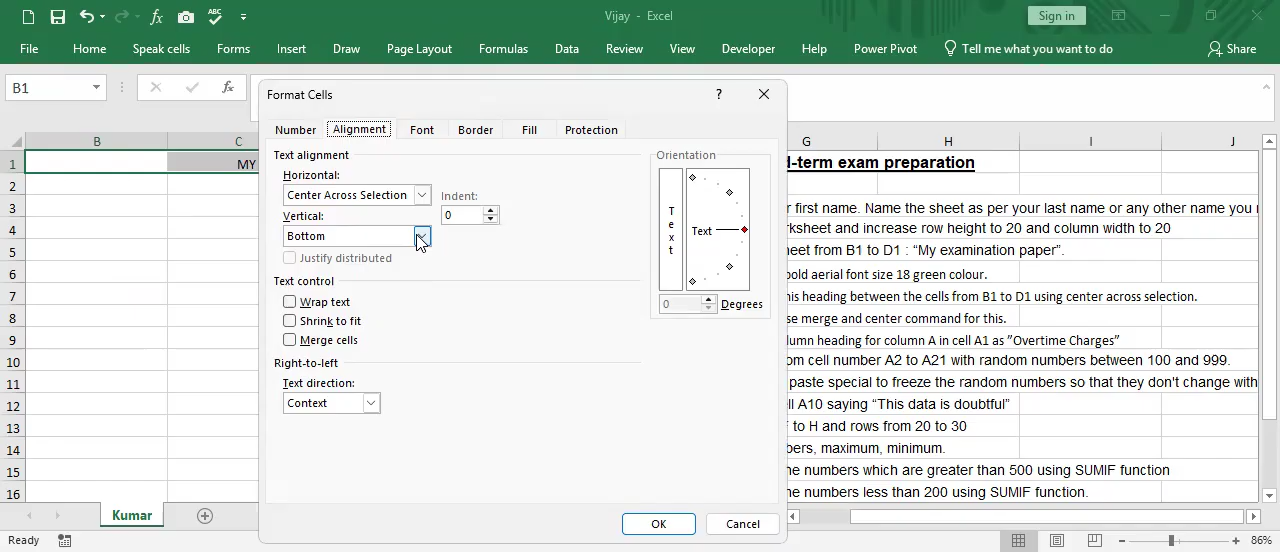 ABC
Vijay - Excel
Sign in
File Home Speak cells Forms Insert Draw Page Layout Formulas Data Review View Developer Help Power Pivot Tell me what you want to do Share
B1 fx
Format Cells ?
Number Alignment Font Border Fill Protection
Text alignment
Horizontal:
Center Across Selection
Indent:
0
Vertical:
Bottom
Justify distributed
Text control
Wrap text
Shrink to fit
Merge cells
Right-to-left
Text direction:
Context
Orientation
Text
Text
0 Degrees
OK Cancel
B C G H I J
1 MY d-term exam preparation
2
3 r first name. Name the sheet as per your last name or any other name you
4 rksheet and increase row height to 20 and column width to 20
5 heet from B1 to D1 : “My examination paper”.
6 bold aerial font size 18 green colour.
7 his heading between the cells from B1 to D1 using center across selection.
8 se merge and center command for this.
9 lumn heading for column A in cell A1 as ”Overtime Charges”
10 om cell number A2 to A21 with random numbers between 100 and 999.
11 paste special to freeze the random numbers so that they don't change with
12 ell A10 saying “This data is doubtful”
13 F to H and rows from 20 to 30
14 bers, maximum, minimum.
15 he numbers which are greater than 500 using SUMIF function
16 he numbers less than 200 using SUMIF function.
Kumar
Ready
86%